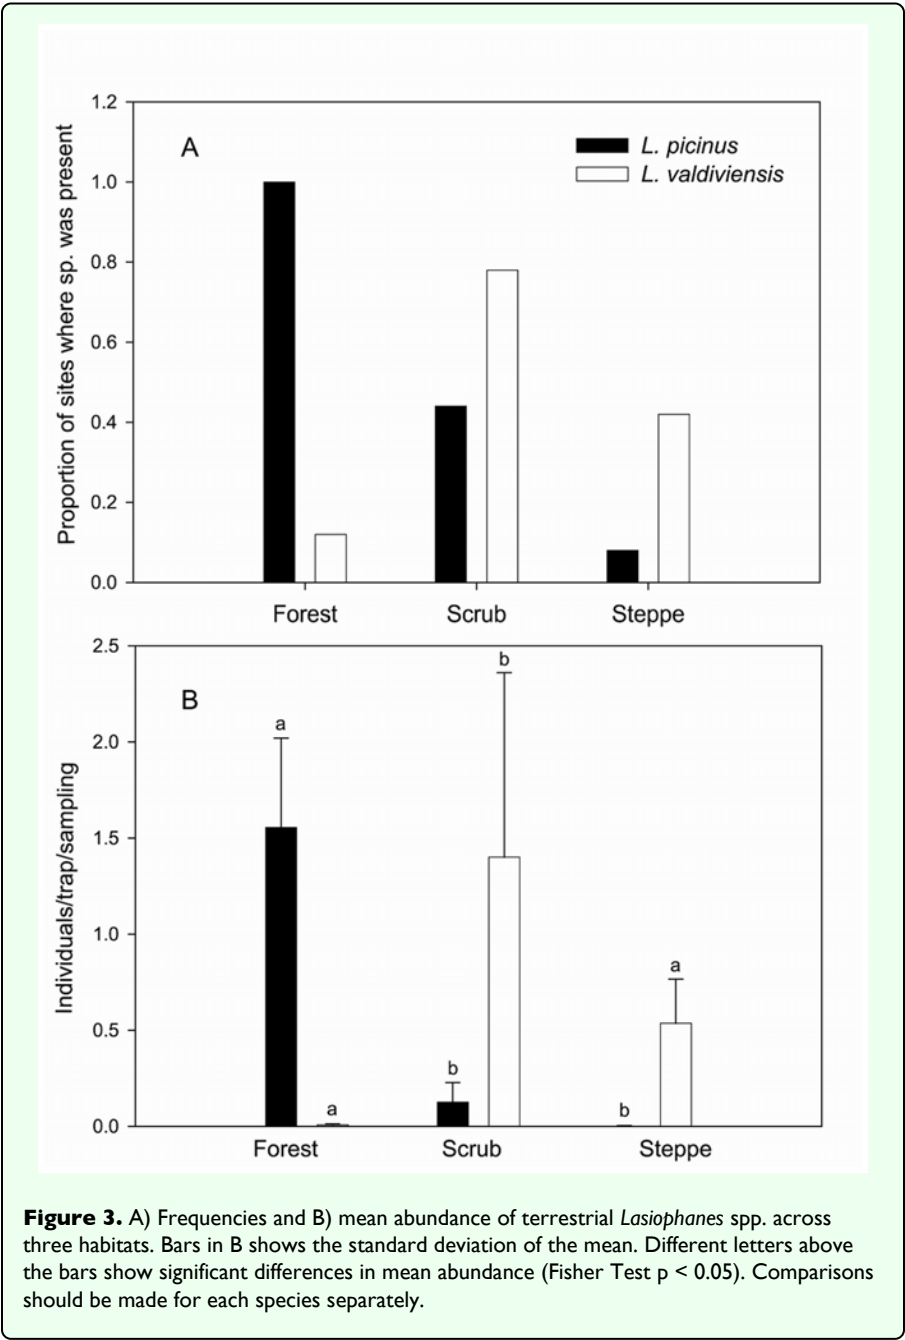 1.2
A
L. picinus
L. valdiviensis
1.0
0.8
0.6
0.4
0.2
0.0
Proportion of sites where sp. was present
Forest Scrub Steppe
2.5
b
B
a
2.0
1.5
1.0
a
0.5
b
a
b
0.0
Individuals/trap/sampling
Forest Scrub Steppe
Figure 3. A) Frequencies and B) mean abundance of terrestrial Lasiophanes spp. across
three habitats. Bars in B shows the standard deviation of the mean. Different letters above
the bars show significant differences in mean abundance (Fisher Test p < 0.05). Comparisons
should be made for each species separately.